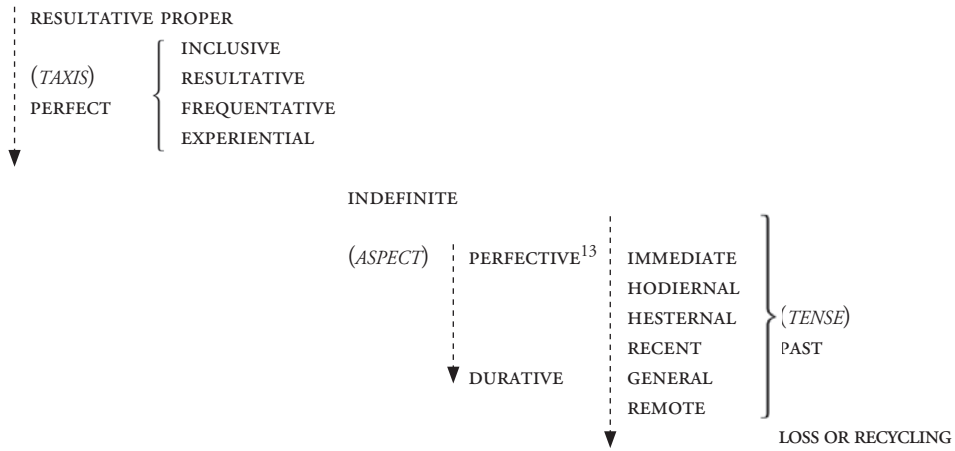 RESULTATIVE PROPER
INCLUSIVE
(TAXIS) RESULTATIVE
PERFECT FREQUENTATIVE
EXPERIENTIAL
INDEFINITE
(ASPECT) PERFECTIVE13 IMMEDIATE
HODIERNAL
HESTERNAL (TENSE)
RECENT PAST
DURATIVE GENERAL
REMOTE
LOSS OR RECYCLING